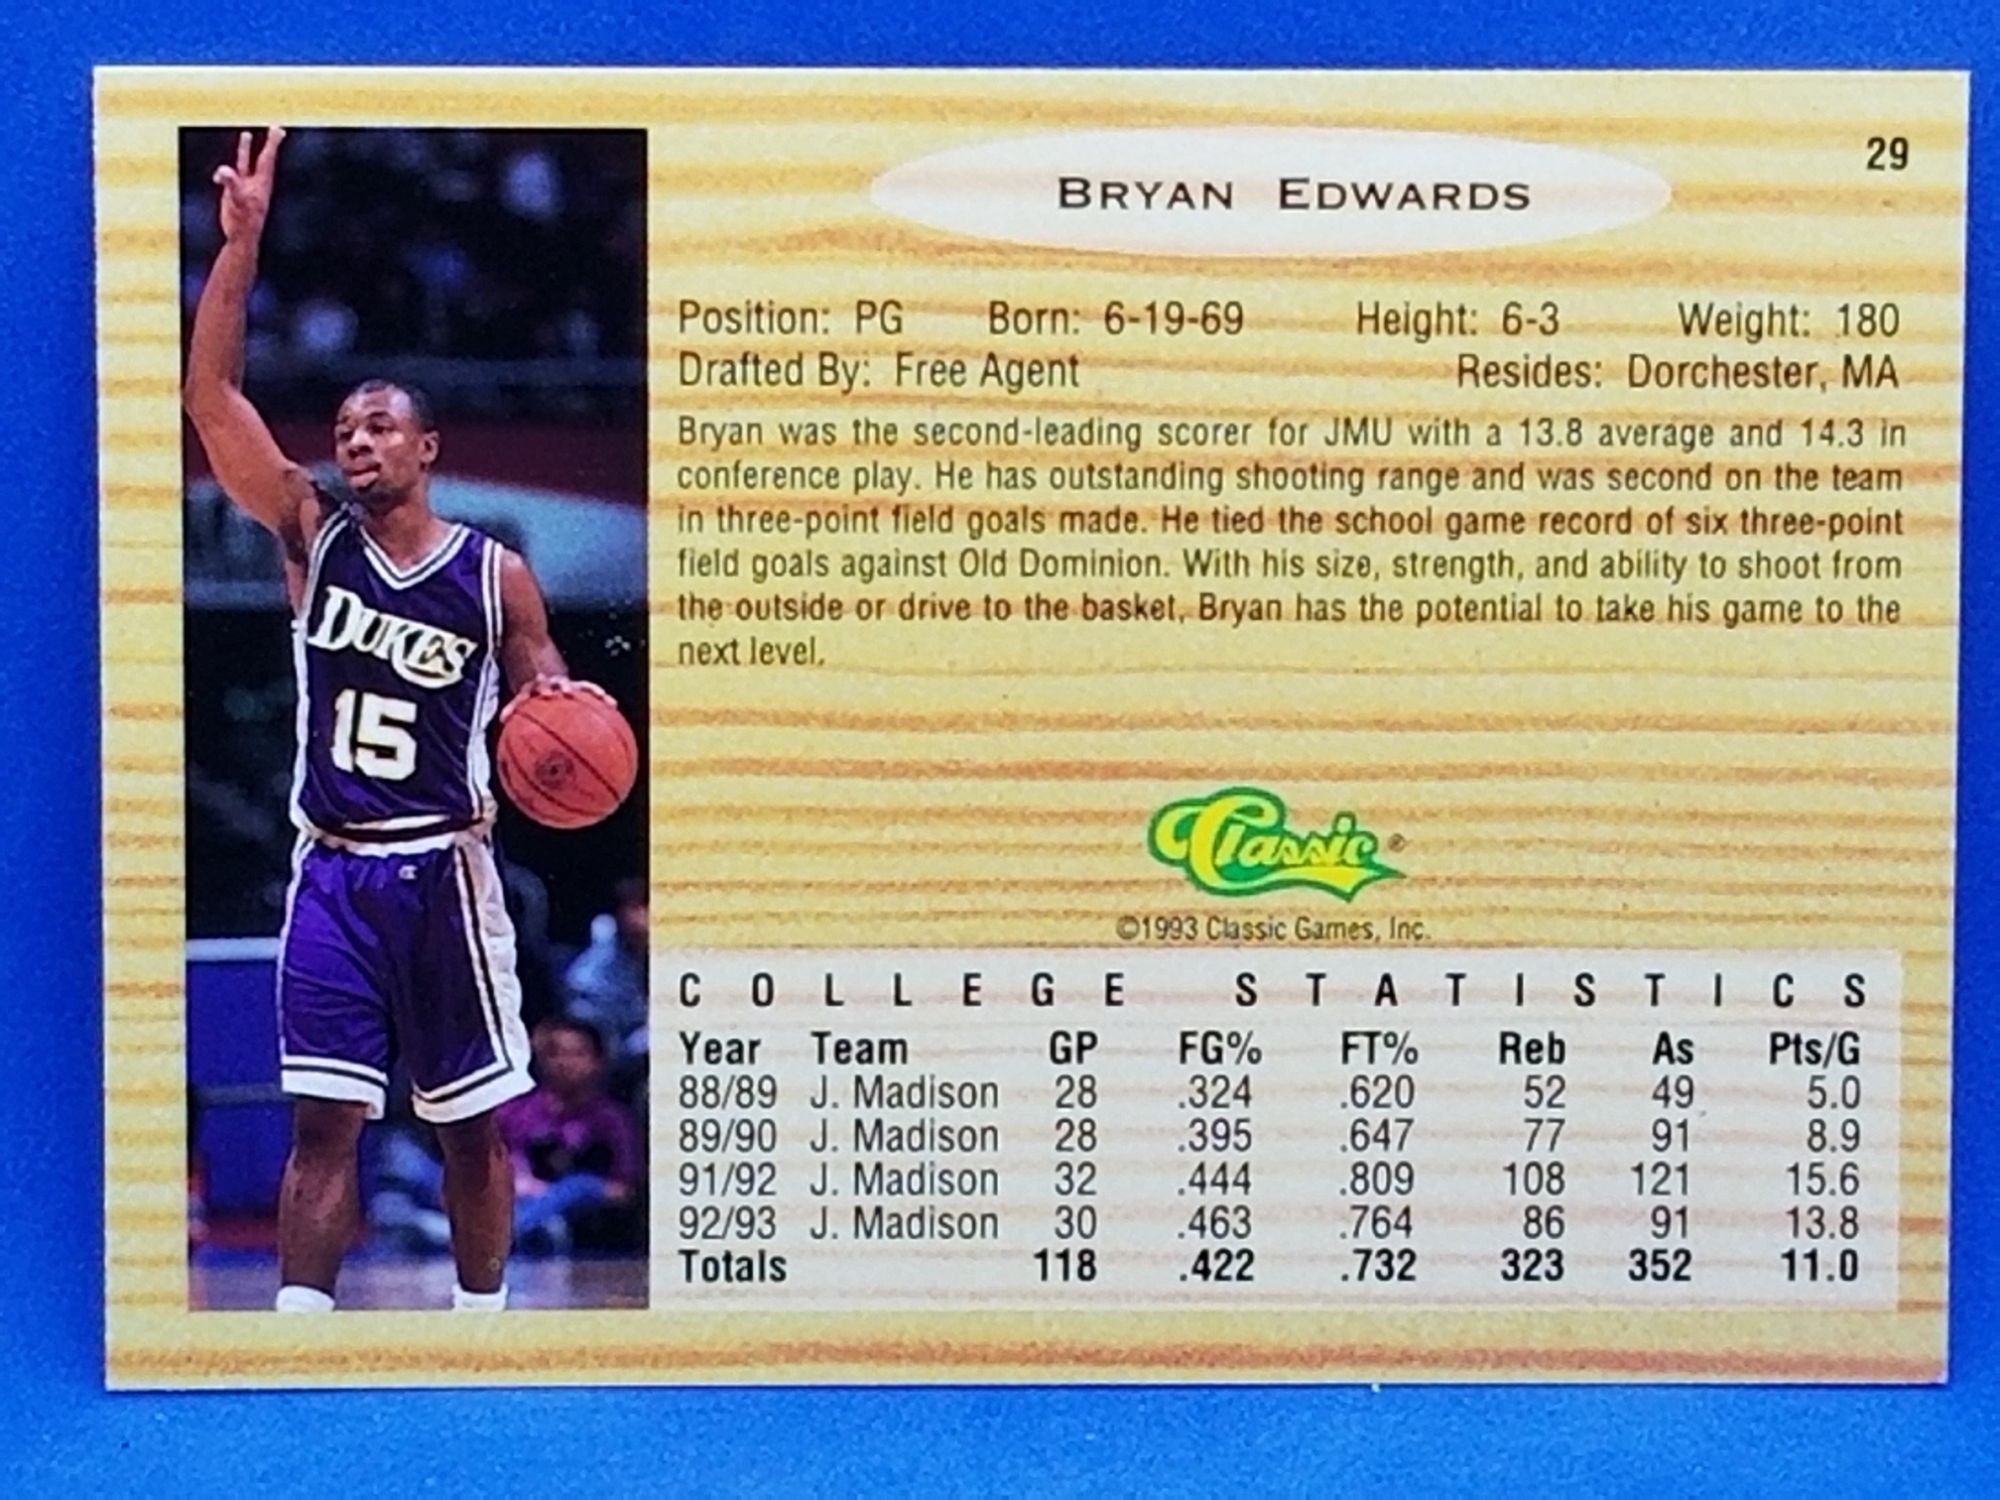 29
BRYAN EDWARDS
Position: PG Born: 6-19-69 Height: 6-3 Weight: 180
Drafted By: Free Agent Resides: Dorchester, MA
Bryan was the second-leading scorer for JMU with a 13.8 average and 14.3 in
conference play. He has outstanding shooting range and was second on the team
in three-point field goals made. He tied the school game record of six three-point
field goals against Old Dominion. With his size, strength, and ability to shoot from
the outside or drive to the basket, Bryan has the potential to take his game to the
next level.
DUKES
15
Classic®
©1993 Classic Games, Inc.
COLLEGE STATISTICS
Year Team GP FG% FT% Reb As Pts/G
88/89 J. Madison 28 .324 .620 52 49 5.0
89/90 J. Madison 28 .395 .647 77 91 8.9
91/92 J. Madison 32 .444 .809 108 121 15.6
92/93 J. Madison 30 .463 .764 86 91 13.8
Totals 118 .422 .732 323 352 11.0